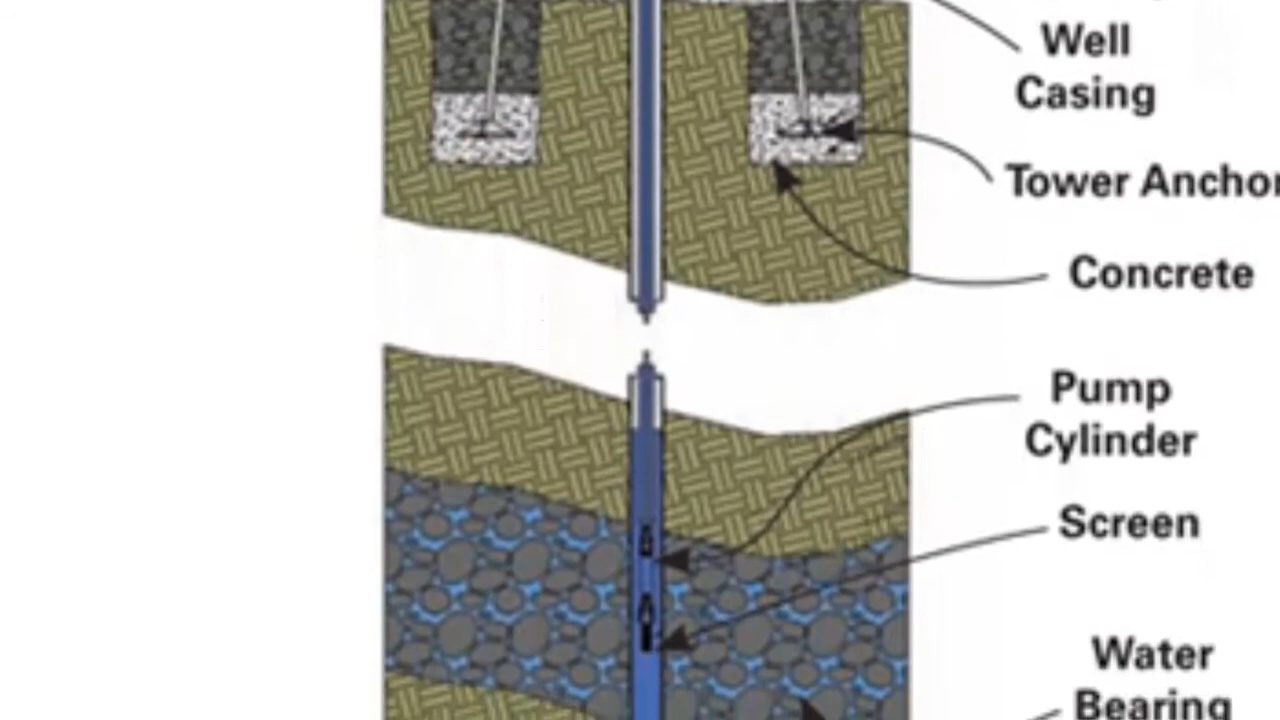 Well
Casing
Tower Anchor
Concrete
Pump
Cylinder
Screen
Water
Bearing